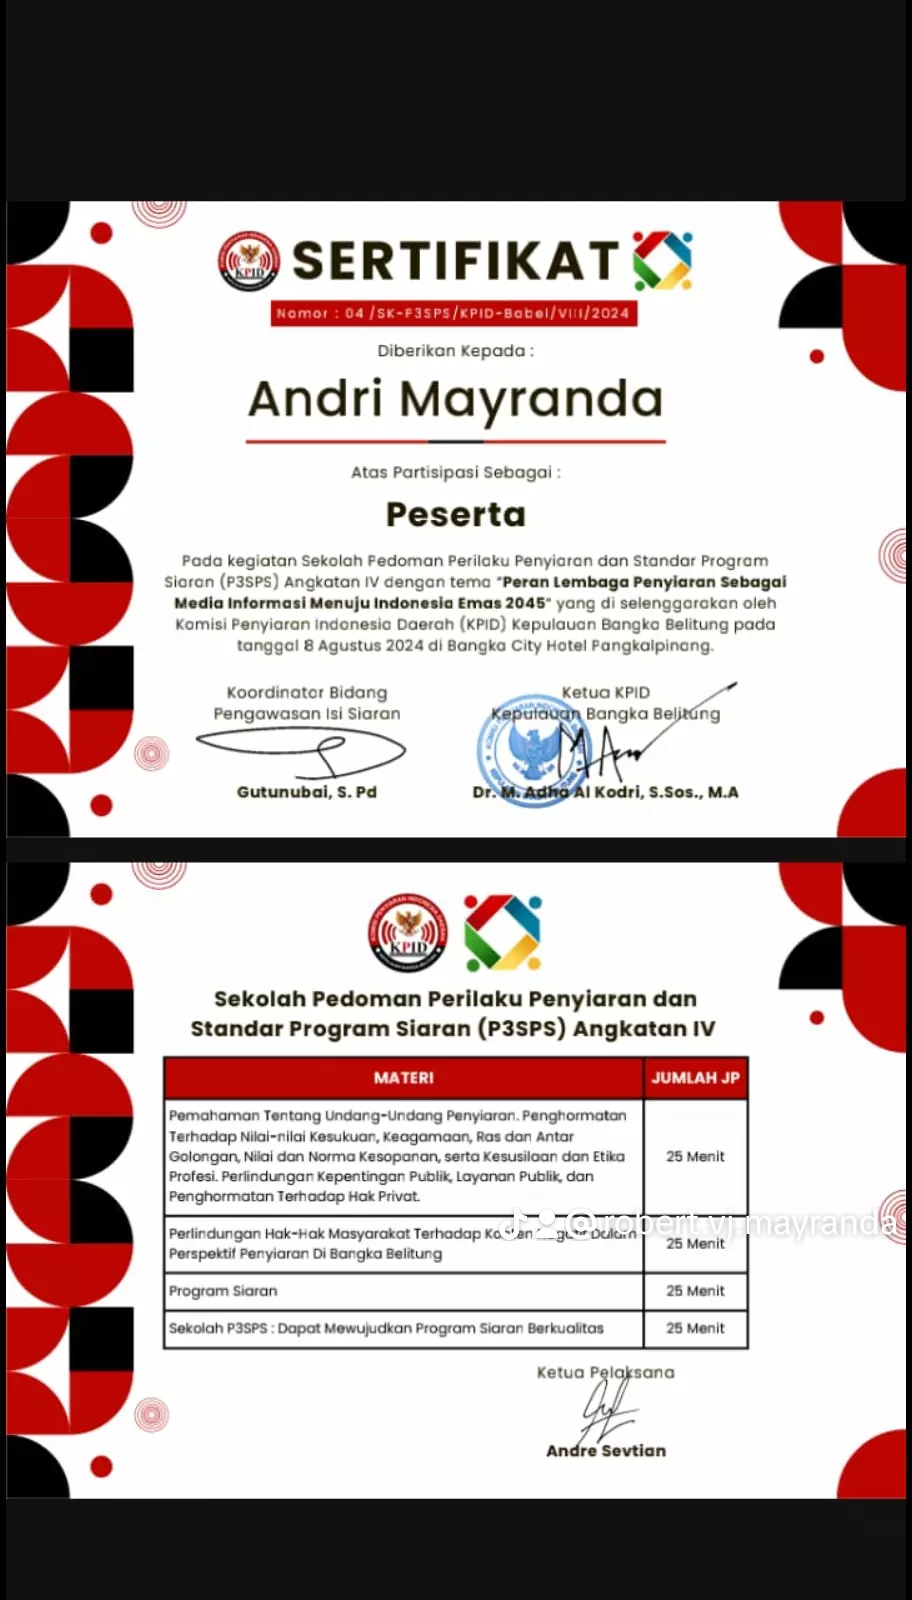 KPID
SERTIFIKAT
Nomor : 04 /SK-P3SPS/KPID-Babel/VIII/2024
Diberikan Kepada :
Andri Mayranda
Atas Partisipasi Sebagai :
Peserta
Pada kegiatan Sekolah Pedoman Perilaku Penyiaran dan Standar Program
Siaran (P3SPS) Angkatan IV dengan tema "Peran Lembaga Penyiaran Sebagai
Media Informasi Menuju Indonesia Emas 2045" yang di selenggarakan oleh
Komisi Penyiaran Indonesia Daerah (KPID) Kepulauan Bangka Belitung pada
tanggal 8 Agustus 2024 di Bangka City Hotel Pangkalpinang.
Koordinator Bidang
Pengawasan Isi Siaran
Gutunubai, S. Pd
Ketua KPID
Kepulauan Bangka Belitung
Dr. M. Adha Al Kodri, S.Sos., M.A
KPID
Sekolah Pedoman Perilaku Penyiaran dan
Standar Program Siaran (P3SPS) Angkatan IV
MATERI JUMLAH JP
Pemahaman Tentang Undang-Undang Penyiaran. Penghormatan
Terhadap Nilai-nilai Kesukuan, Keagamaan, Ras dan Antar
Golongan, Nilai dan Norma Kesopanan, serta Kesusilaan dan Etika
Profesi. Perlindungan Kepentingan Publik, Layanan Publik, dan
Penghormatan Terhadap Hak Privat.
25 Menit
Perlindungan Hak-Hak Masyarakat Terhadap Dalam
Perspektif Penyiaran Di Bangka Belitung
25 Menit
@robert.vj.mayranda
Program Siaran 25 Menit
Sekolah P3SPS : Dapat Mewujudkan Program Siaran Berkualitas 25 Menit
Ketua Pelaksana
Andre Sevtian